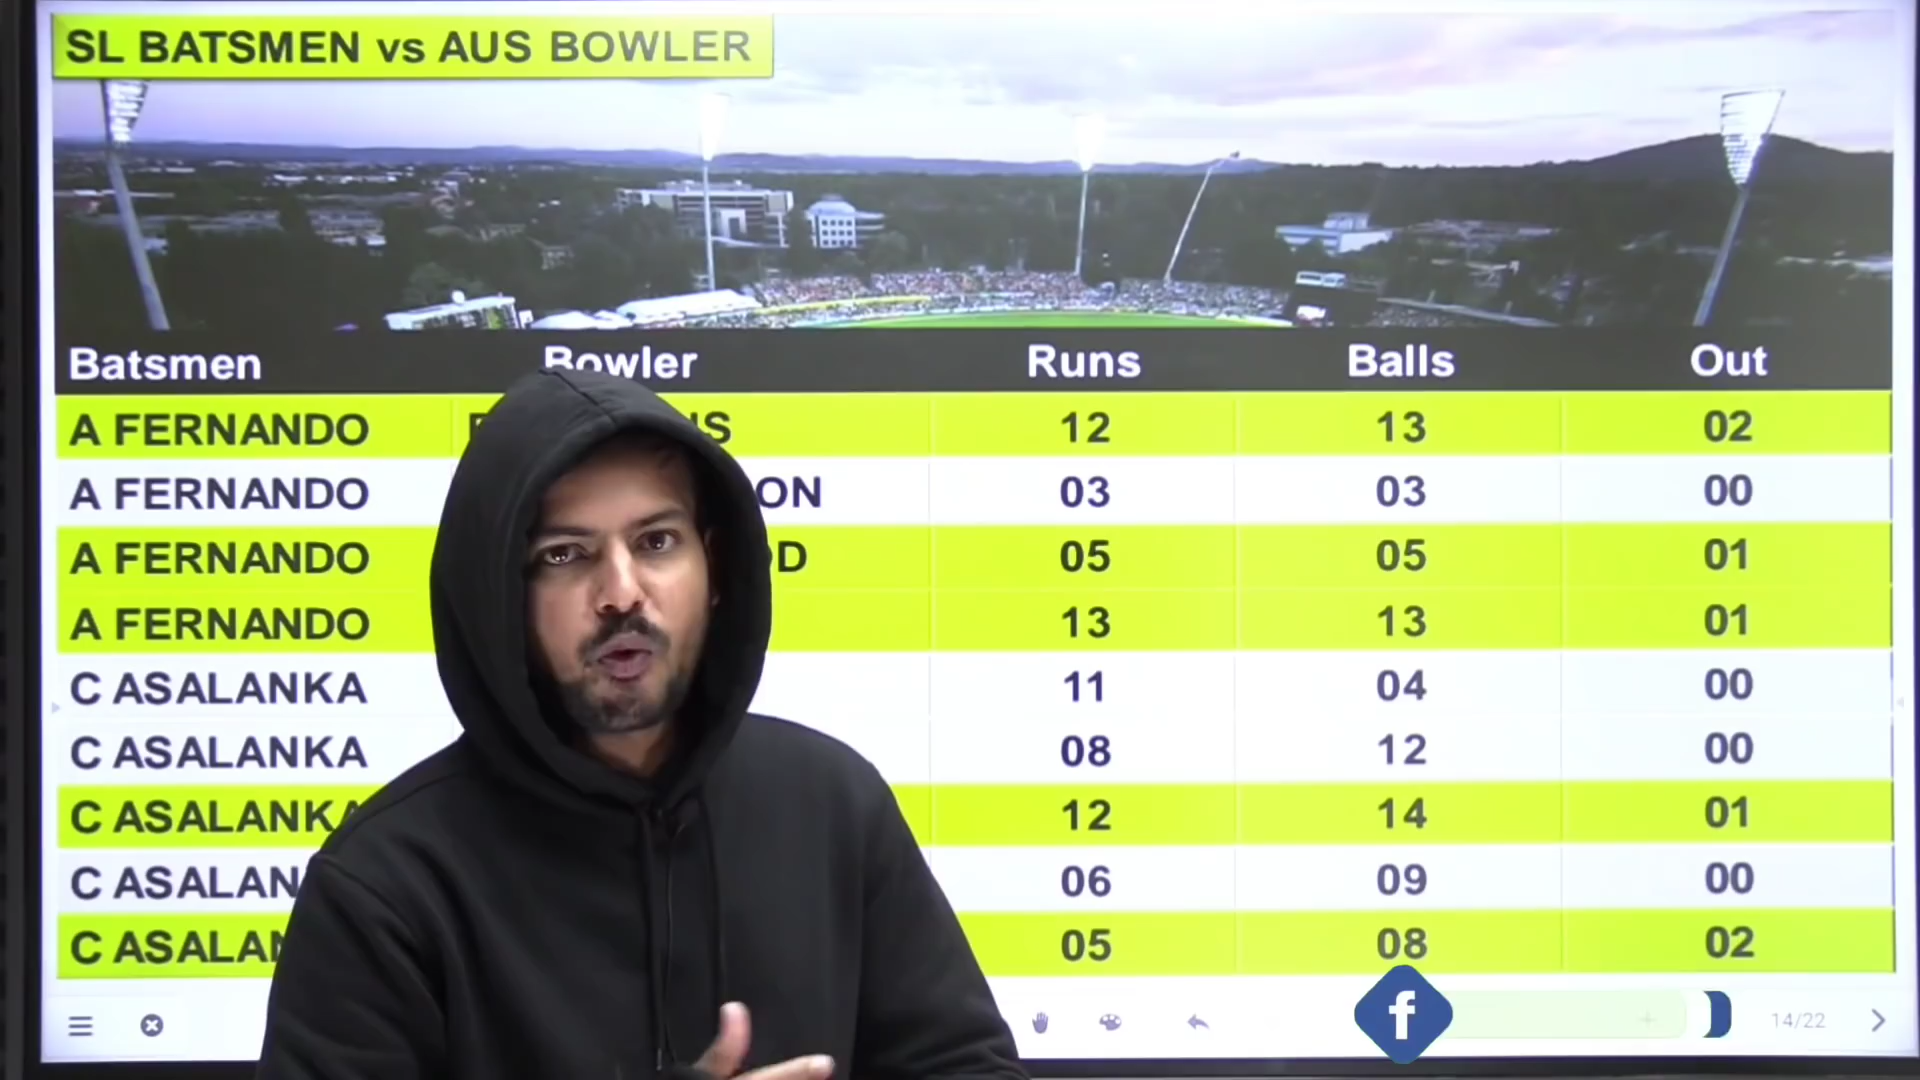 SL BATSMEN vs AUS BOWLER
Batsmen Bowler Runs Balls Out
A FERNANDO 12 13 02
A FERNANDO 03 03 00
A FERNANDO 05 05 01
A FERNANDO 13 13 01
C ASALANKA 11 04 00
C ASALANKA 08 12 00
C ASALANKA 12 14 01
C 06 09 00
C 05 08 02
f
14/22